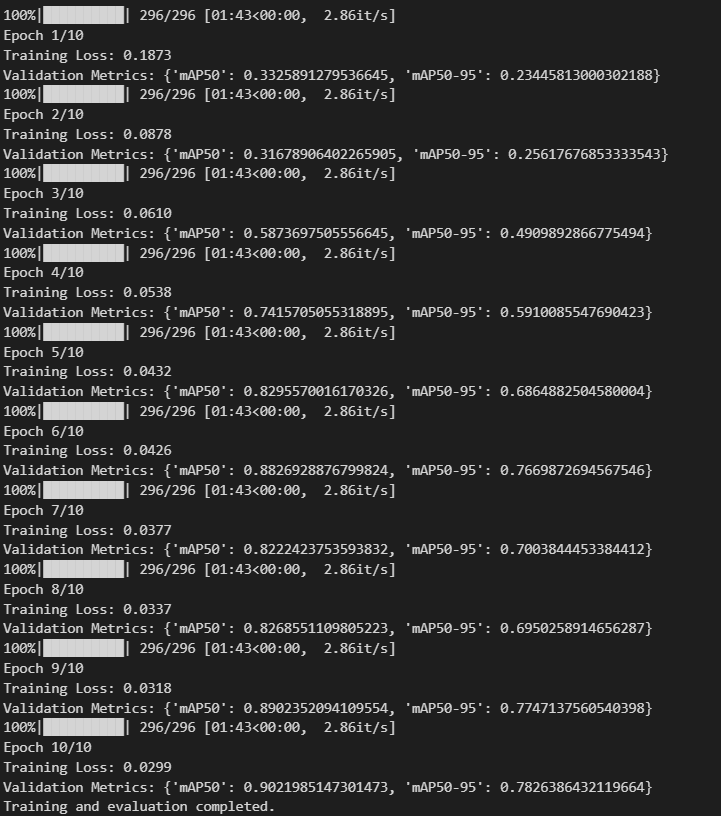 100%|██████████| 296/296 [01:43<00:00,  2.86it/s]
Epoch 1/10
Training Loss: 0.1873
Validation Metrics: {'mAP50': 0.3325891279536645, 'mAP50-95': 0.23445813000302188}
100%|██████████| 296/296 [01:43<00:00,  2.86it/s]
Epoch 2/10
Training Loss: 0.0878
Validation Metrics: {'mAP50': 0.31678906402265905, 'mAP50-95': 0.25617676853333543}
100%|██████████| 296/296 [01:43<00:00,  2.86it/s]
Epoch 3/10
Training Loss: 0.0610
Validation Metrics: {'mAP50': 0.5873697505556645, 'mAP50-95': 0.4909892866775494}
100%|██████████| 296/296 [01:43<00:00,  2.86it/s]
Epoch 4/10
Training Loss: 0.0538
Validation Metrics: {'mAP50': 0.7415705055318895, 'mAP50-95': 0.5910085547690423}
100%|██████████| 296/296 [01:43<00:00,  2.86it/s]
Epoch 5/10
Training Loss: 0.0432
Validation Metrics: {'mAP50': 0.8295570016170326, 'mAP50-95': 0.6864882504580004}
100%|██████████| 296/296 [01:43<00:00,  2.86it/s]
Epoch 6/10
Training Loss: 0.0426
Validation Metrics: {'mAP50': 0.8826928876799824, 'mAP50-95': 0.7669872694567546}
100%|██████████| 296/296 [01:43<00:00,  2.86it/s]
Epoch 7/10
Training Loss: 0.0377
Validation Metrics: {'mAP50': 0.8222423753593832, 'mAP50-95': 0.7003844453384412}
100%|██████████| 296/296 [01:43<00:00,  2.86it/s]
Epoch 8/10
Training Loss: 0.0337
Validation Metrics: {'mAP50': 0.8268551109805223, 'mAP50-95': 0.6950258914656287}
100%|██████████| 296/296 [01:43<00:00,  2.86it/s]
Epoch 9/10
Training Loss: 0.0318
Validation Metrics: {'mAP50': 0.8902352094109554, 'mAP50-95': 0.7747137560540398}
100%|██████████| 296/296 [01:43<00:00,  2.86it/s]
Epoch 10/10
Training Loss: 0.0299
Validation Metrics: {'mAP50': 0.9021985147301473, 'mAP50-95': 0.7826386432119664}
Training and evaluation completed.